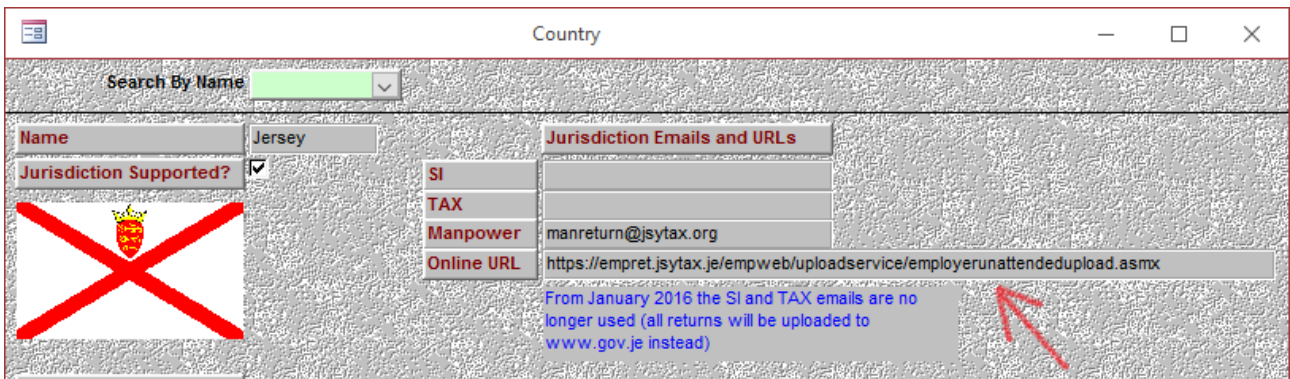 Country
Search By Name
Name Jersey Jurisdiction Emails and URLs
Jurisdiction Supported?
SI
TAX
Manpower manreturn@jsytax.org
Online URL https://empret.jsytax.je/empweb/uploadservice/employerunattendedupload.asmx
From January 2016 the SI and TAX emails are no
longer used (all returns will be uploaded to
www.gov.je instead)